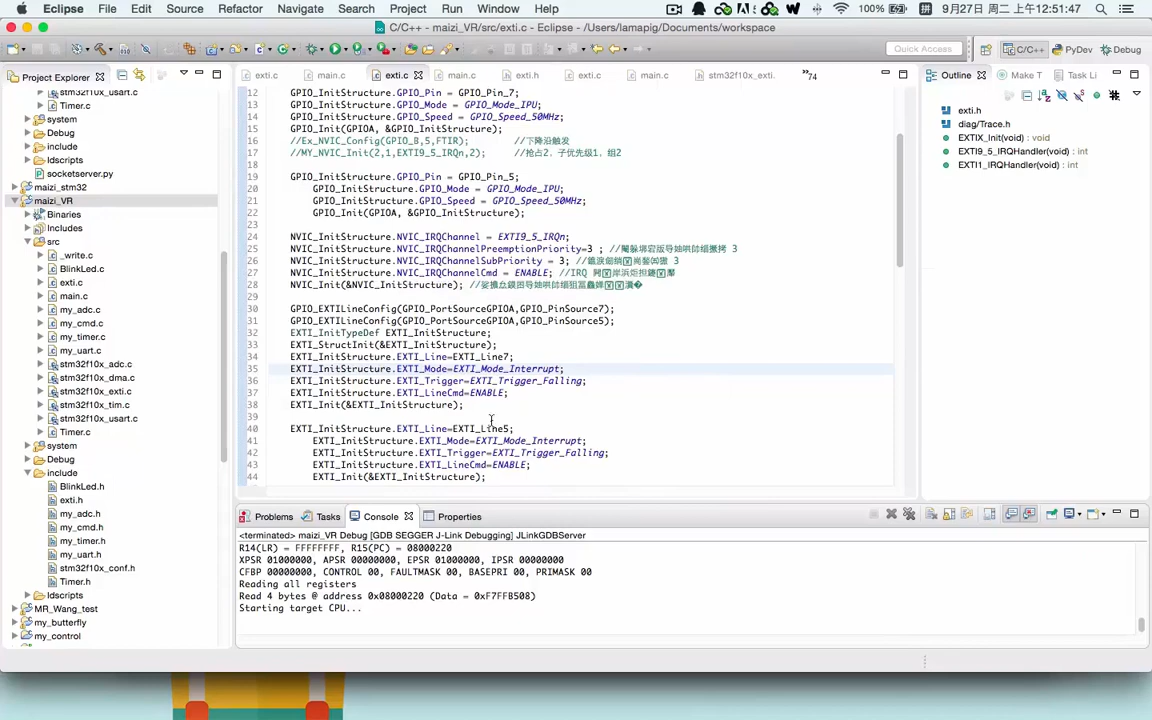 Eclipse File Edit Source Refactor Navigate Search Project Run Window Help 100% 9月27日 周二 上午12:51:47
C/C++ - maizi_VR/src/exti.c - Eclipse - /Users/lamapig/Documents/workspace
Quick Access C/C++ PyDev Debug
Project Explorer
stm32f10x_usart.c
Timer.c
system
Debug
include
ldscripts
socketserver.py
maizi_stm32
maizi_VR
Binaries
Includes
src
_write.c
BlinkLed.c
exti.c
main.c
my_adc.c
my_cmd.c
my_timer.c
my_uart.c
stm32f10x_adc.c
stm32f10x_dma.c
stm32f10x_exti.c
stm32f10x_tim.c
stm32f10x_usart.c
Timer.c
system
Debug
include
BlinkLed.h
exti.h
my_adc.h
my_cmd.h
my_timer.h
my_uart.h
stm32f10x_conf.h
Timer.h
ldscripts
MR_Wang_test
my_butterfly
my_control
exti.c main.c exti.c main.c exti.h exti.c main.c stm32f10x_exti. »74
12 GPIO_InitStructure.GPIO_Pin = GPIO_Pin_7;
13 GPIO_InitStructure.GPIO_Mode = GPIO_Mode_IPU;
14 GPIO_InitStructure.GPIO_Speed = GPIO_Speed_50MHz;
15 GPIO_Init(GPIOA, &GPIO_InitStructure);
16 //Ex_NVIC_Config(GPIO_B,5,FTIR); //下降沿触发
17 //MY_NVIC_Init(2,1,EXTI9_5_IRQn,2); //抢占2．子优先级1．组2
18
19 GPIO_InitStructure.GPIO_Pin = GPIO_Pin_5;
20 GPIO_InitStructure.GPIO_Mode = GPIO_Mode_IPU;
21 GPIO_InitStructure.GPIO_Speed = GPIO_Speed_50MHz;
22 GPIO_Init(GPIOA, &GPIO_InitStructure);
23
24 NVIC_InitStructure.NVIC_IRQChannel = EXTI9_5_IRQn;
25 NVIC_InitStructure.NVIC_IRQChannelPreemptionPriority=3 ; // 3
26 NVIC_InitStructure.NVIC_IRQChannelSubPriority = 3; // 3
27 NVIC_InitStructure.NVIC_IRQChannelCmd = ENABLE; //IRQ
28 NVIC_Init(&NVIC_InitStructure); //
29
30 GPIO_EXTILineConfig(GPIO_PortSourceGPIOA,GPIO_PinSource7);
31 GPIO_EXTILineConfig(GPIO_PortSourceGPIOA,GPIO_PinSource5);
32 EXTI_InitTypeDef EXTI_InitStructure;
33 EXTI_StructInit(&EXTI_InitStructure);
34 EXTI_InitStructure.EXTI_Line=EXTI_Line7;
35 EXTI_InitStructure.EXTI_Mode=EXTI_Mode_Interrupt;
36 EXTI_InitStructure.EXTI_Trigger=EXTI_Trigger_Falling;
37 EXTI_InitStructure.EXTI_LineCmd=ENABLE;
38 EXTI_Init(&EXTI_InitStructure);
39
40 EXTI_InitStructure.EXTI_Line=EXTI_Line5;
41 EXTI_InitStructure.EXTI_Mode=EXTI_Mode_Interrupt;
42 EXTI_InitStructure.EXTI_Trigger=EXTI_Trigger_Falling;
43 EXTI_InitStructure.EXTI_LineCmd=ENABLE;
44 EXTI_Init(&EXTI_InitStructure);
Outline Make T Task Li
exti.h
diag/Trace.h
EXTIX_Init(void) : void
EXTI9_5_IRQHandler(void) : int
EXTI1_IRQHandler(void) : int
Problems Tasks Console Properties
<terminated> maizi_VR Debug [GDB SEGGER J-Link Debugging] JLinkGDBServer
R14(LR) = FFFFFFFF, R15(PC) = 08000220
XPSR 01000000, APSR 00000000, EPSR 01000000, IPSR 00000000
CFBP 00000000, CONTROL 00, FAULTMASK 00, BASEPRI 00, PRIMASK 00
Reading all registers
Read 4 bytes @ address 0x08000220 (Data = 0xF7FFB508)
Starting target CPU...